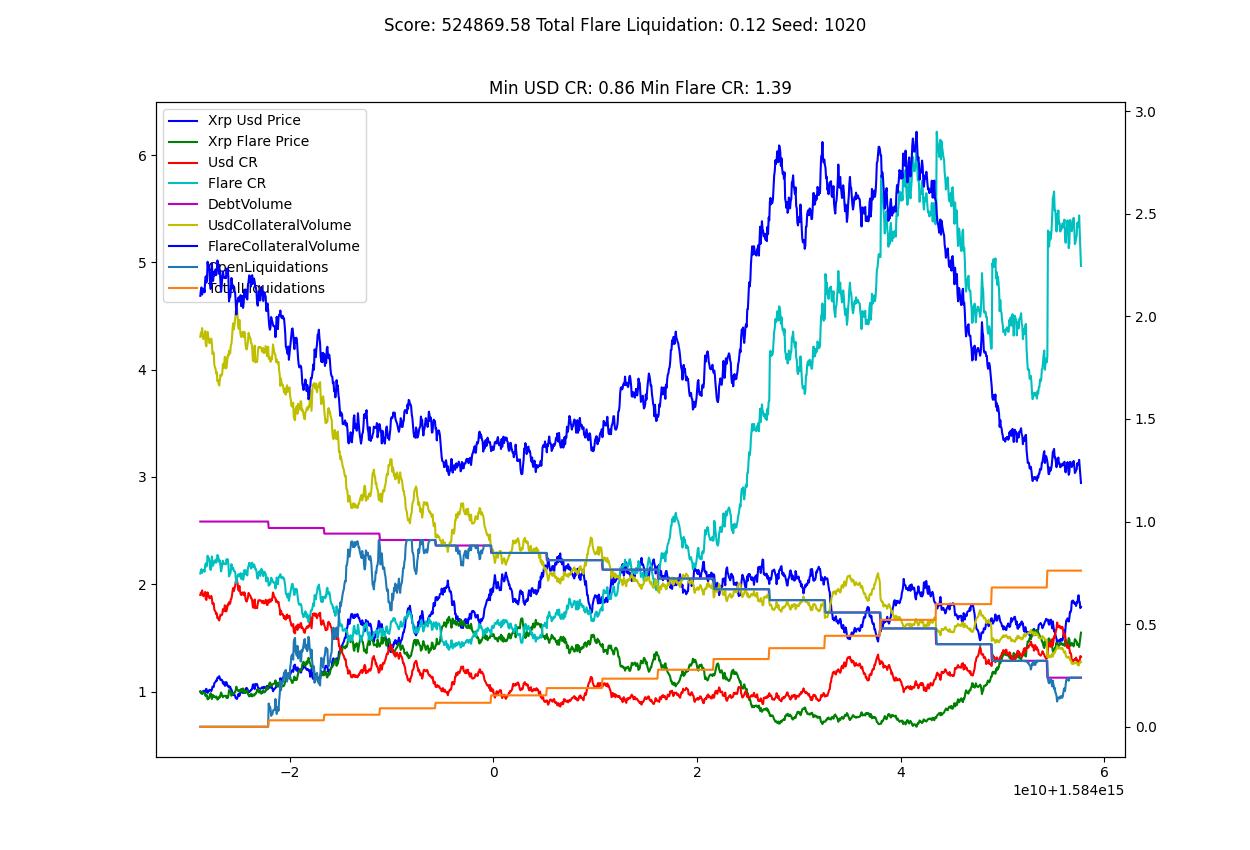 Score: 524869.58 Total Flare Liquidation: 0.12 Seed: 1020
Min USD CR: 0.86 Min Flare CR: 1.39
Xrp Usd Price
Xrp Flare Price
Usd CR
Flare CR
DebtVolume
UsdCollateralVolume
FlareCollateralVolume
OpenLiquidations
TotalLiquidations
6
5
4
3
2
1
3.0
2.5
2.0
1.5
1.0
0.5
0.0
−2
0
2
4
6
1e10+1.584e15